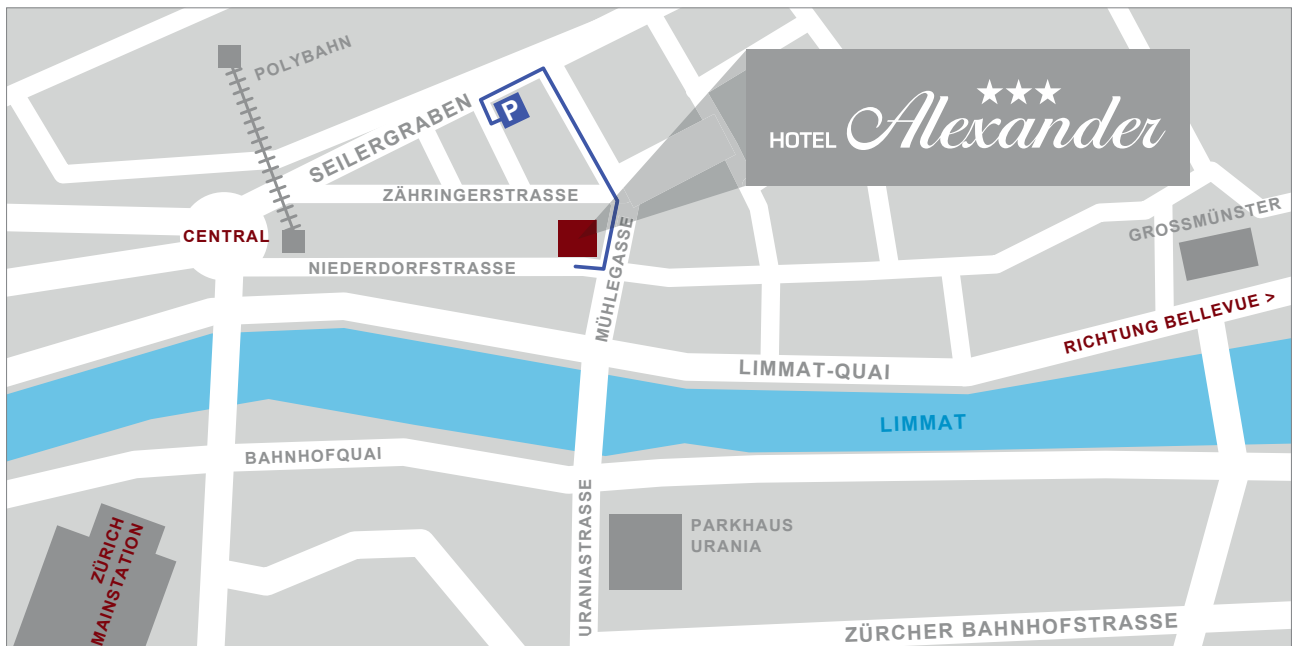 POLYBAHN
SEILERGRABEN
P
HOTEL Alexander
ZÄHRINGERSTRASSE
CENTRAL
NIEDERDORFSTRASSE
MÜHLEGASSE
GROSSMÜNSTER
RICHTUNG BELLEVUE >
LIMMAT-QUAI
LIMMAT
BAHNHOFQUAI
ZÜRICH
MAINSTATION
URANIASTRASSE
PARKHAUS
URANIA
ZÜRCHER BAHNHOFSTRASSE